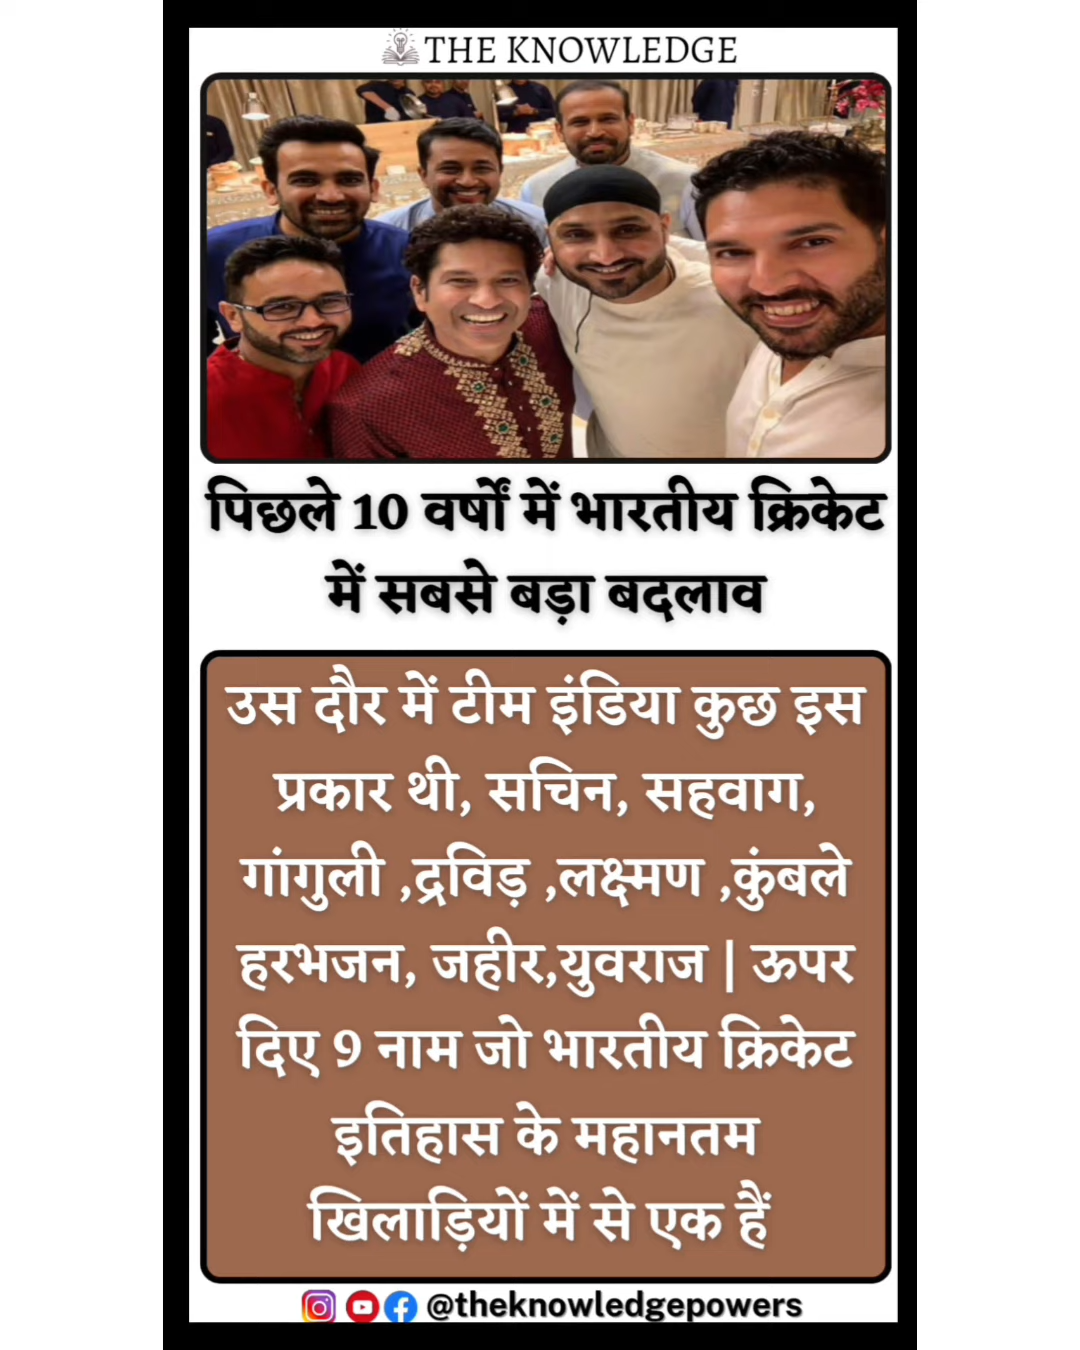 THE KNOWLEDGE
पिछले 10 वर्षों में भारतीय क्रिकेट
में सबसे बड़ा बदलाव
उस दौर में टीम इंडिया कुछ इस
प्रकार थी, सचिन, सहवाग,
गांगुली ,द्रविड़ ,लक्ष्मण ,कुंबले
हरभजन, जहीर,युवराज | ऊपर
दिए 9 नाम जो भारतीय क्रिकेट
इतिहास के महानतम
खिलाड़ियों में से एक हैं
@theknowledgepowers